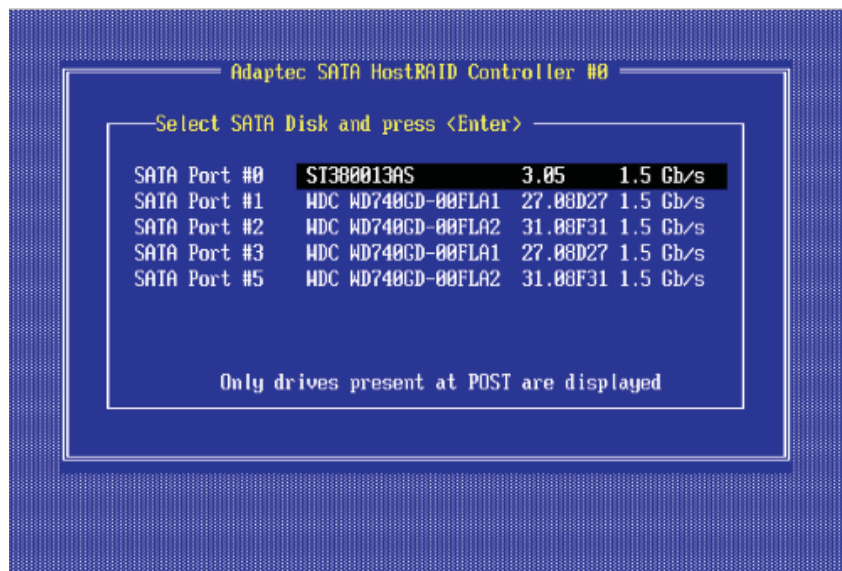 Adaptec SATA HostRAID Controller #0
Select SATA Disk and press <Enter>
SATA Port #0 ST380013AS 3.05 1.5 Gb/s
SATA Port #1 WDC WD740GD-00FLA1 27.08D27 1.5 Gb/s
SATA Port #2 WDC WD740GD-00FLA2 31.08F31 1.5 Gb/s
SATA Port #3 WDC WD740GD-00FLA1 27.08D27 1.5 Gb/s
SATA Port #5 WDC WD740GD-00FLA2 31.08F31 1.5 Gb/s
Only drives present at POST are displayed